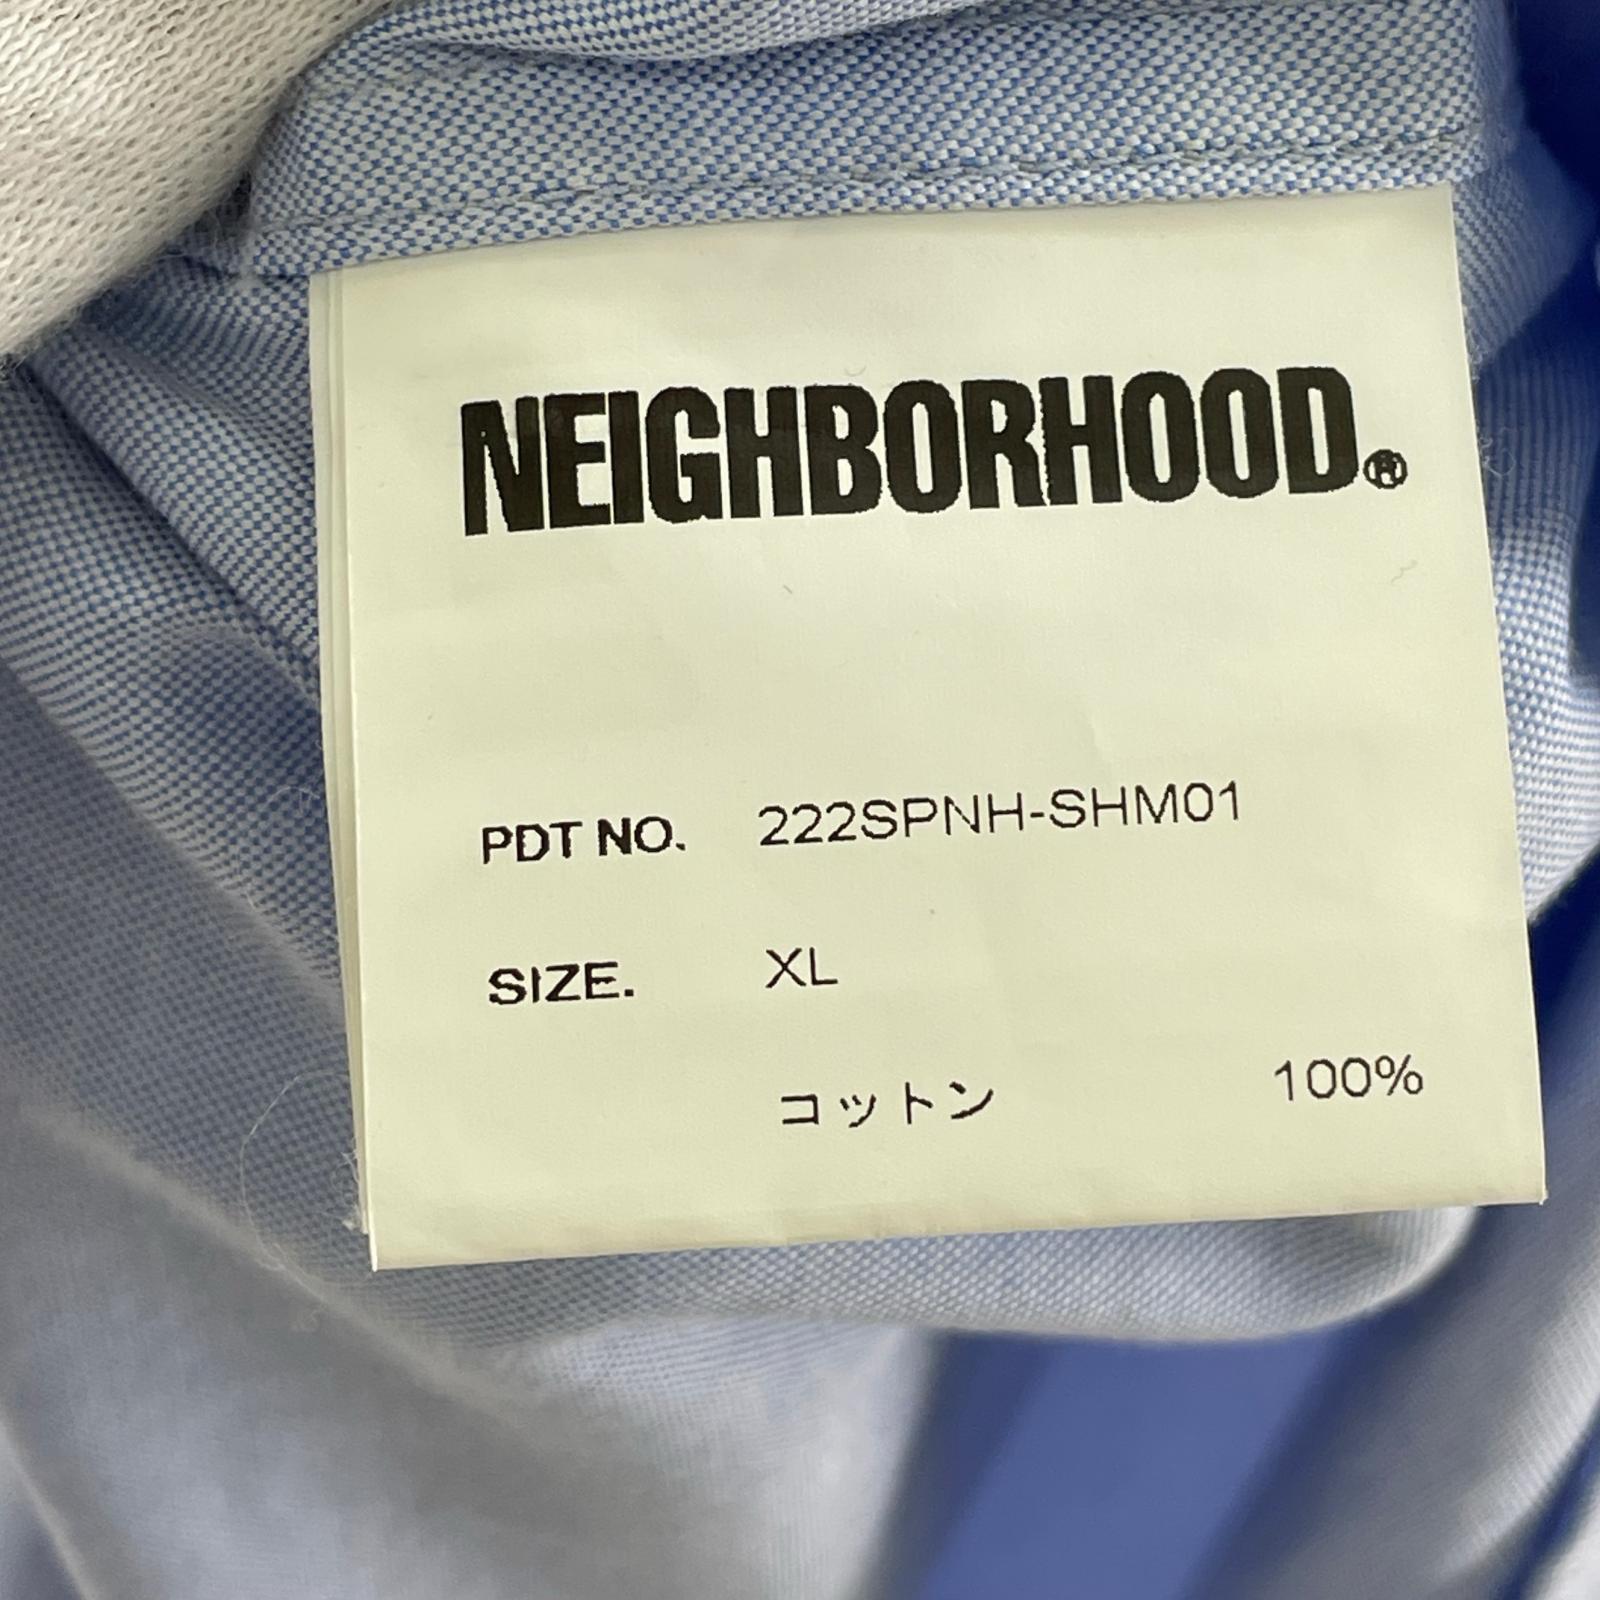 NEIGHBORHOOD®
PDT NO. 222SPNH-SHM01
SIZE. XL
コットン 100%